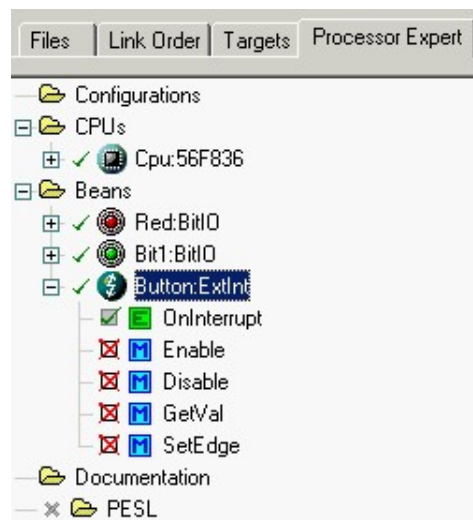 Files Link Order Targets Processor Expert
Configurations
CPUs
Cpu:56F836
Beans
Red:BitIO
Bit1:BitIO
Button:ExtInt
E OnInterrupt
M Enable
M Disable
M GetVal
M SetEdge
Documentation
PESL